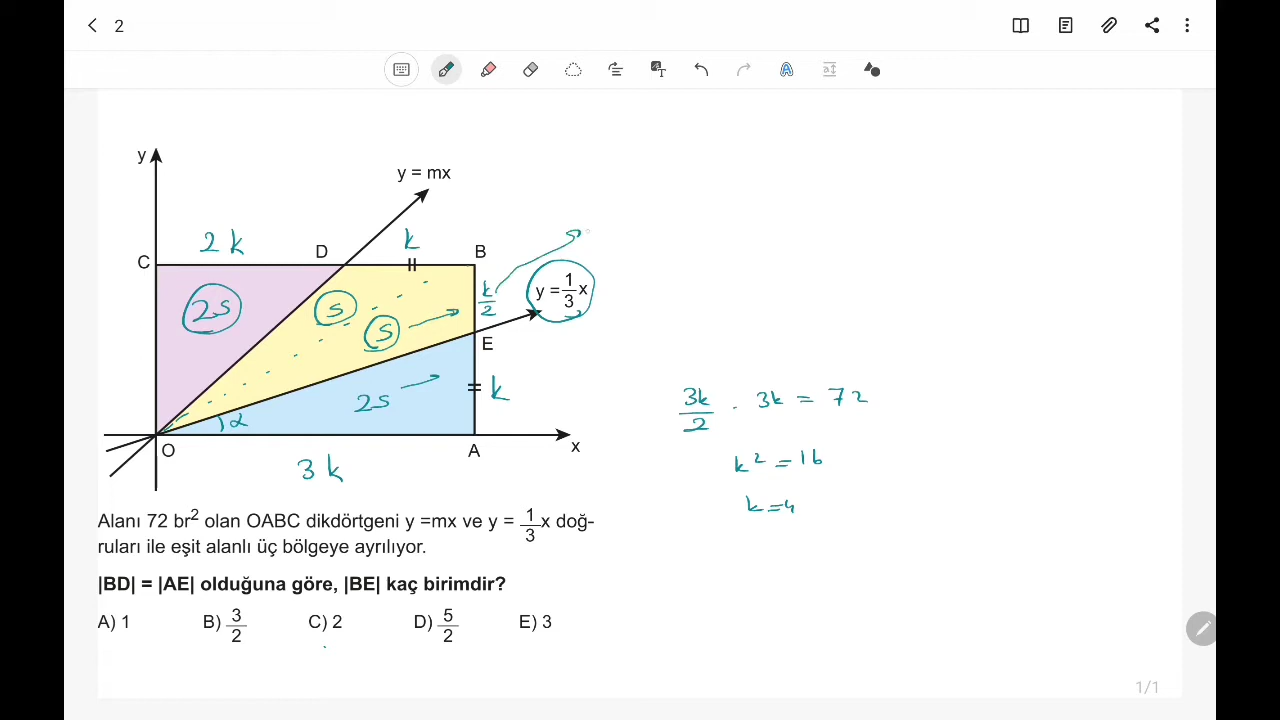 2
y
y = mx
2k
k
C
D
B
s
k/2
y = 1/3 x
2s
s
s
E
2s
k
α
O
A
x
3k
3k/2 . 3k = 72
k² = 16
k = 4
Alanı 72 br² olan OABC dikdörtgeni y =mx ve y = 1/3 x doğ-
ruları ile eşit alanlı üç bölgeye ayrılıyor.
|BD| = |AE| olduğuna göre, |BE| kaç birimdir?
A) 1 B) 3/2 C) 2 D) 5/2 E) 3
1/1